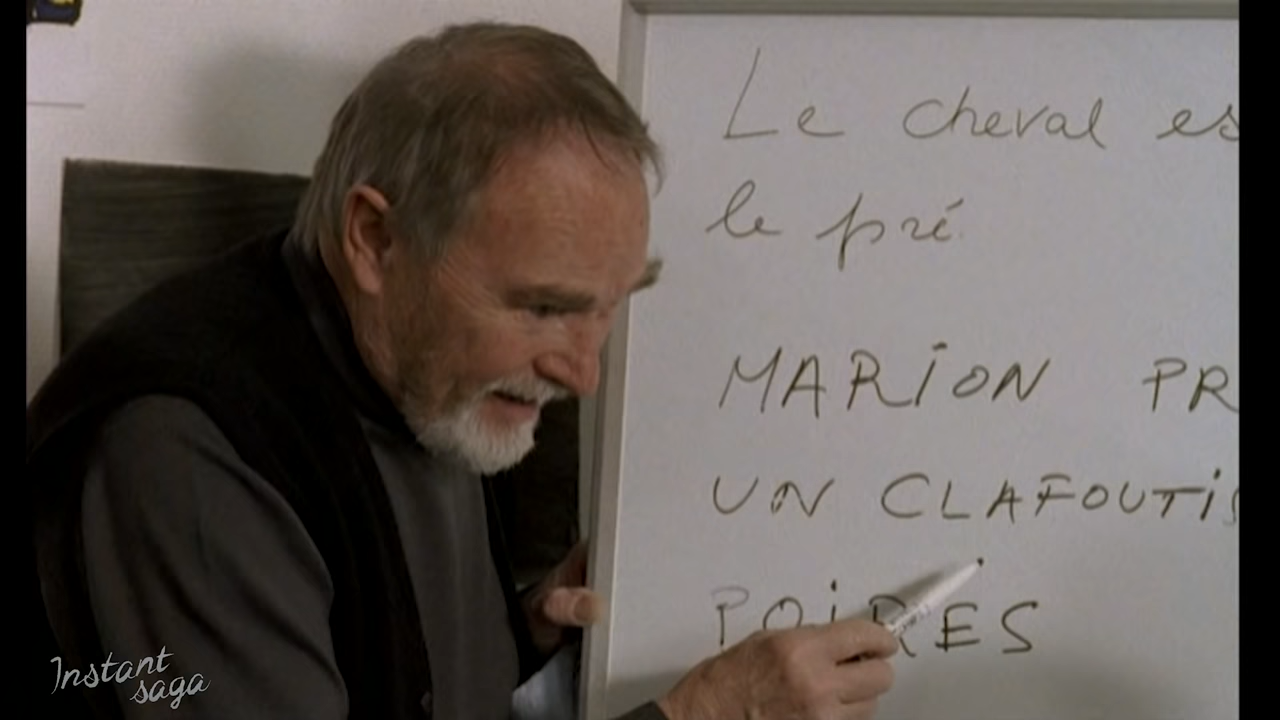 Le cheval es
le pré.
MARION PR
UN CLAFOUTIS
POIRES
Instant
saga